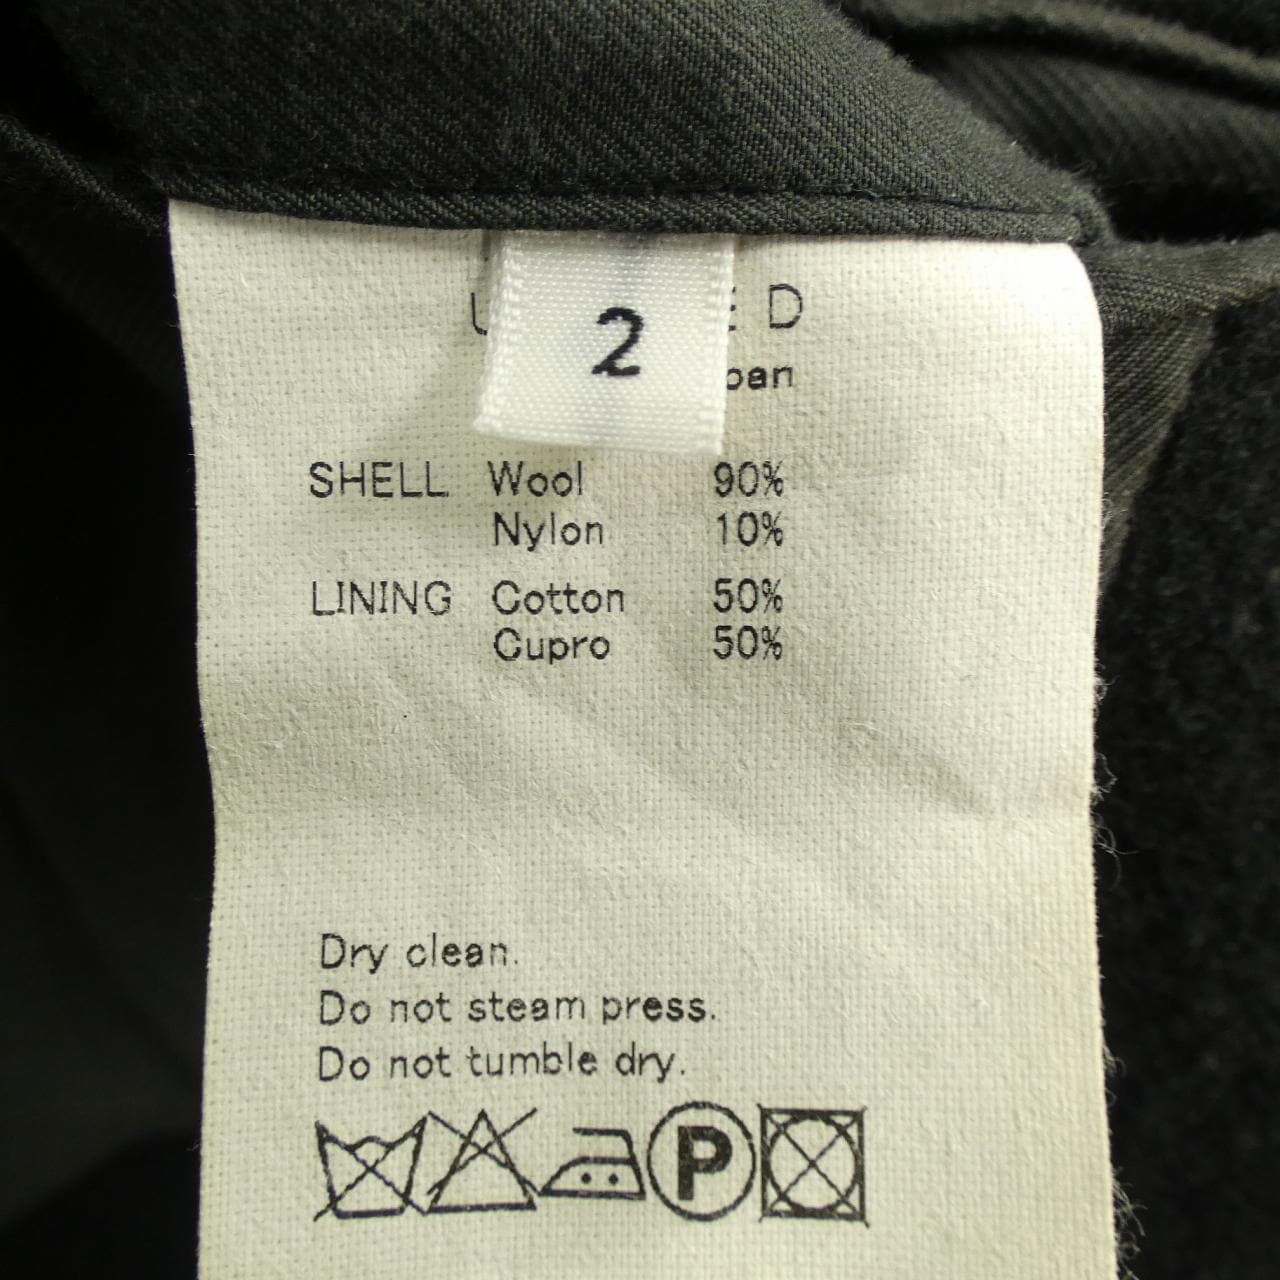 2
SHELL Wool 90%
Nylon 10%
LINING Cotton 50%
Cupro 50%
Dry clean.
Do not steam press.
Do not tumble dry.
P